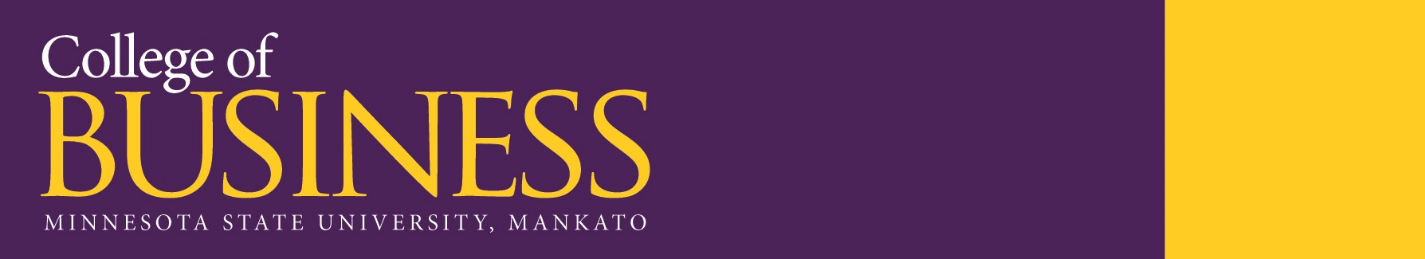 College of
BUSINESS
MINNESOTA STATE UNIVERSITY, MANKATO